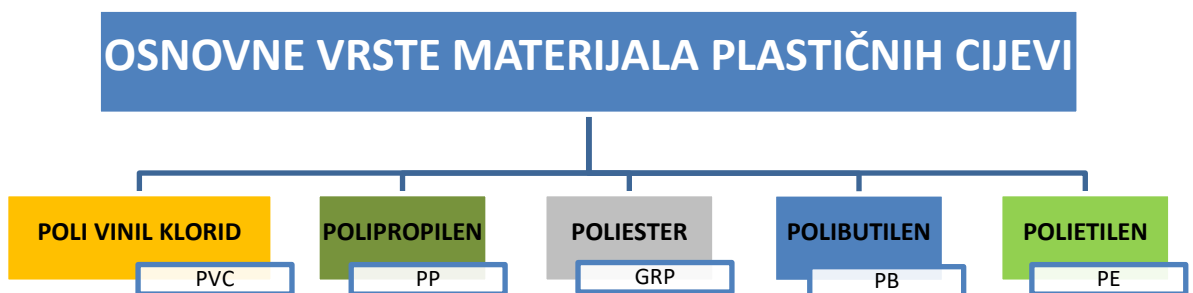 OSNOVNE VRSTE MATERIJALA PLASTIČNIH CIJEVI
POLI VINIL KLORID
PVC
POLIPROPILEN
PP
POLIESTER
GRP
POLIBUTILEN
PB
POLIETILEN
PE